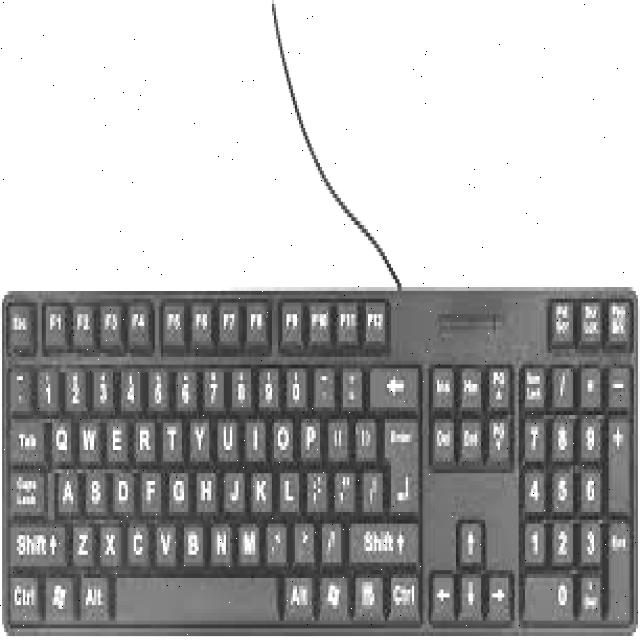 Esc F1 F2 F3 F4 F5 F6 F7 F8 F9 F10 F11 F12
1 2 3 4 5 6 7 8 9 0 ← / * -
Tab Q W E R T Y U I O P Enter 7 8 9 +
A S D F G H J K L 4 5 6
Shift Z X C V B N M / Shift ↑ 1 2 3
Ctrl Alt Alt Ctrl ← ↓ → 0